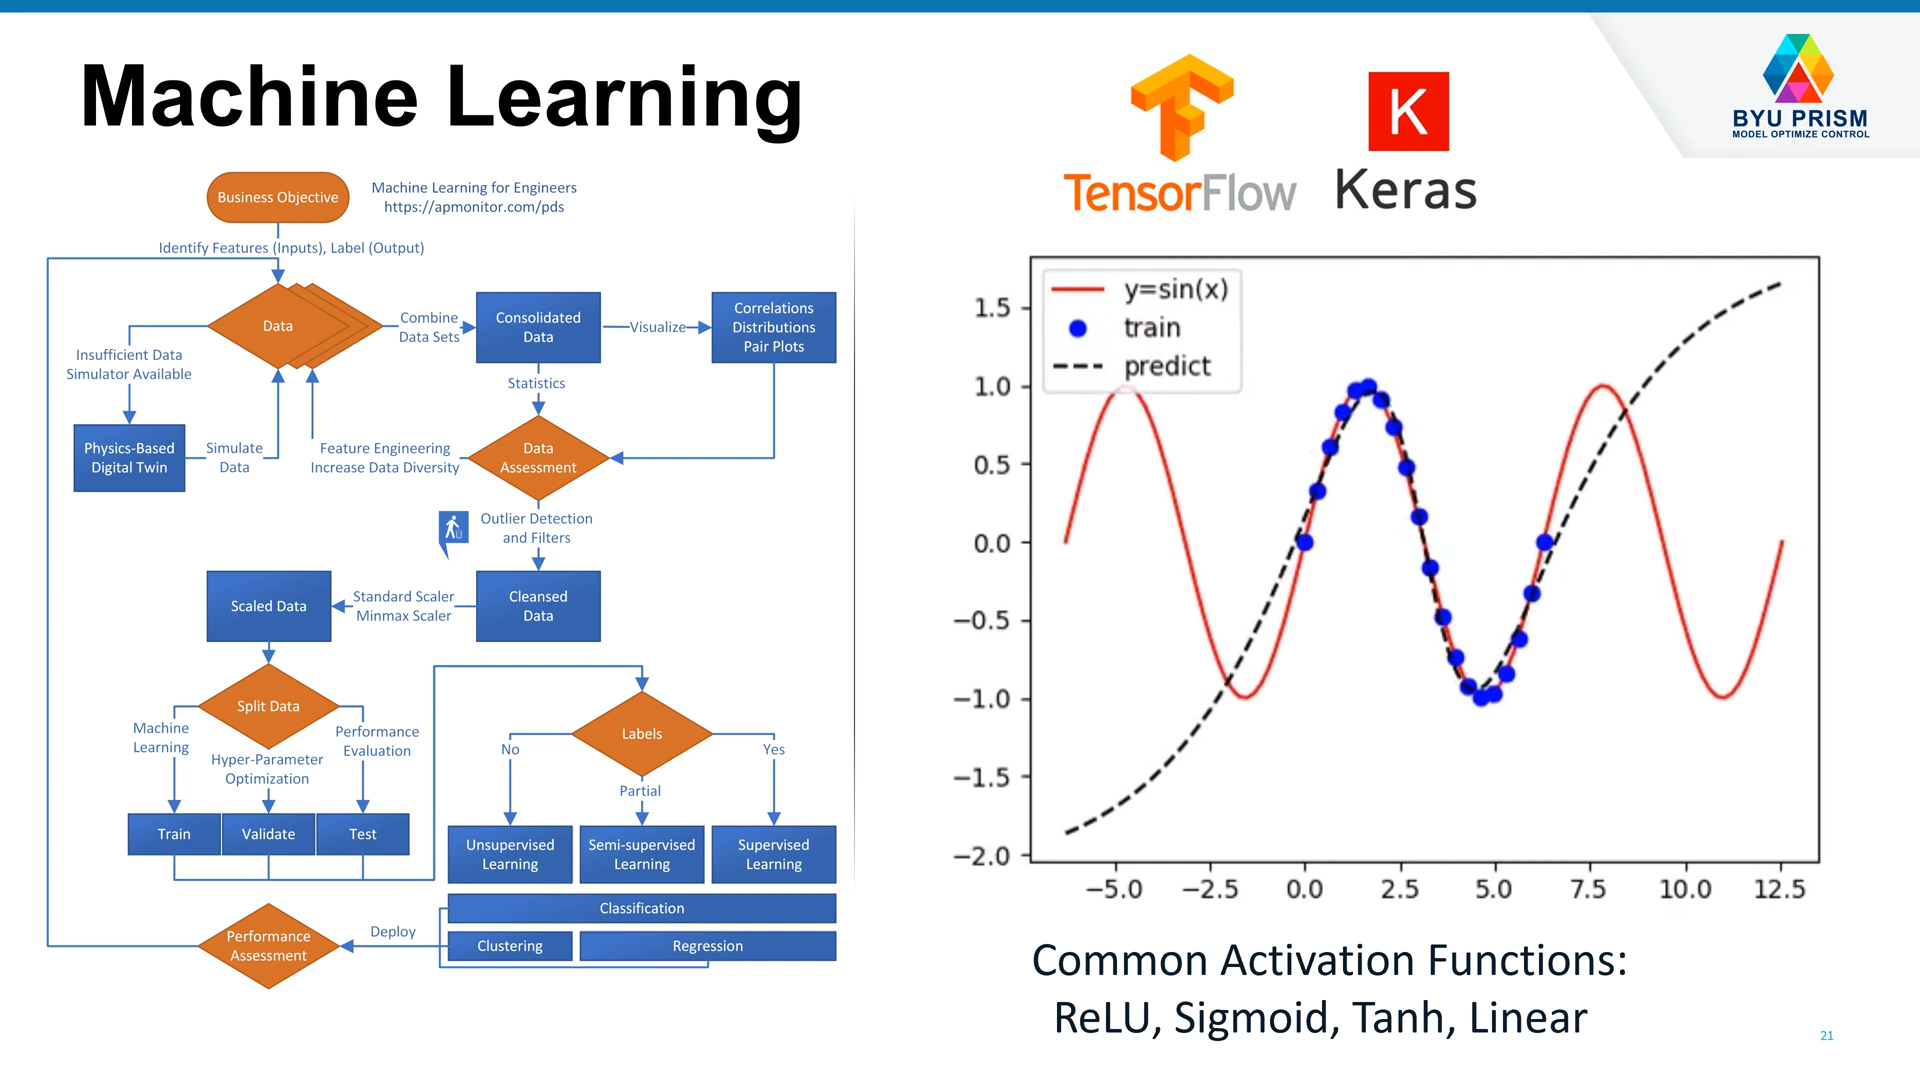 Machine Learning
TensorFlow
K
Keras
BYU PRISM
MODEL OPTIMIZE CONTROL
Business Objective
Machine Learning for Engineers
https://apmonitor.com/pds
Identify Features (Inputs), Label (Output)
Data
Combine
Data Sets
Consolidated
Data
Visualize
Correlations
Distributions
Pair Plots
Insufficient Data
Simulator Available
Statistics
Physics-Based
Digital Twin
Simulate
Data
Feature Engineering
Increase Data Diversity
Data
Assessment
Outlier Detection
and Filters
Scaled Data
Standard Scaler
Minmax Scaler
Cleansed
Data
Split Data
Machine
Learning
Hyper-Parameter
Optimization
Performance
Evaluation
Train
Validate
Test
Labels
No
Partial
Yes
Unsupervised
Learning
Semi-supervised
Learning
Supervised
Learning
Classification
Clustering
Regression
Deploy
Performance
Assessment
y=sin(x)
train
predict
1.5
1.0
0.5
0.0
−0.5
−1.0
−1.5
−2.0
−5.0
−2.5
0.0
2.5
5.0
7.5
10.0
12.5
Common Activation Functions:
ReLU, Sigmoid, Tanh, Linear
21